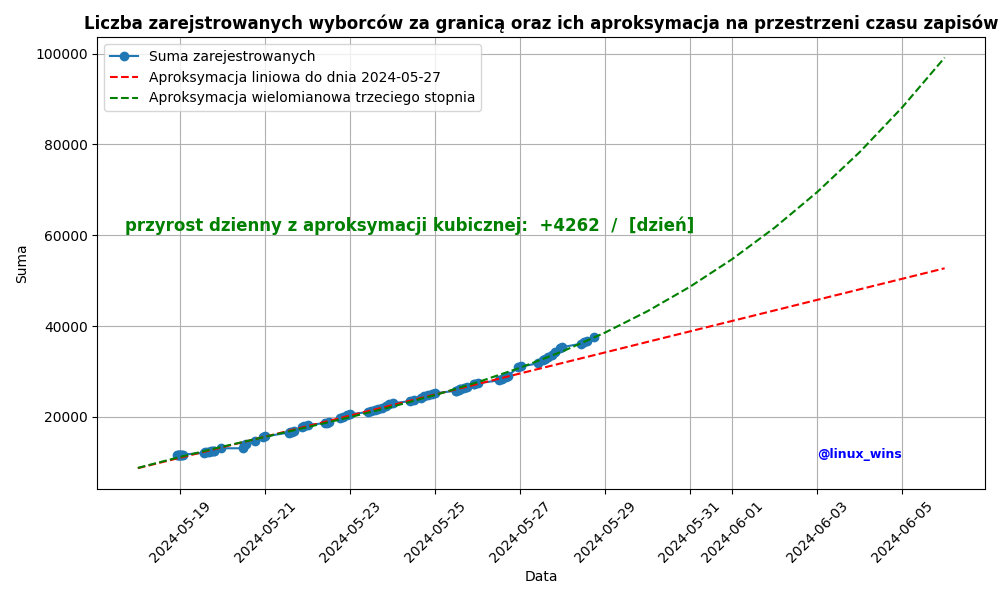 Liczba zarejstrowanych wyborców za granicą oraz ich aproksymacja na przestrzeni czasu zapisów
Suma zarejestrowanych
Aproksymacja liniowa do dnia 2024-05-27
Aproksymacja wielomianowa trzeciego stopnia
100000
80000
60000
40000
20000
Suma
przyrost dzienny z aproksymacji kubicznej: +4262 / [dzień]
@linux_wins
2024-05-19
2024-05-21
2024-05-23
2024-05-25
2024-05-27
2024-05-29
2024-05-31
2024-06-01
2024-06-03
2024-06-05
Data